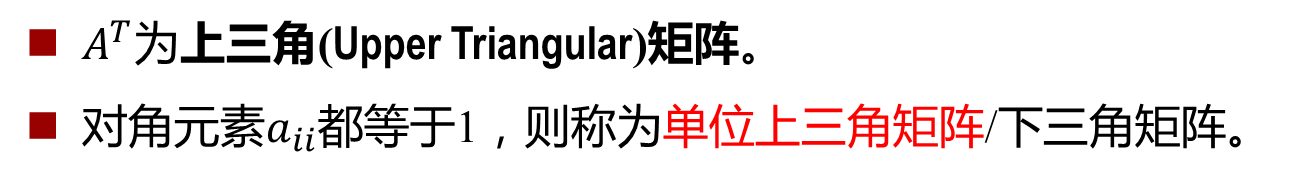 ■ 𝐴ᵀ为上三角(Upper Triangular)矩阵。
■ 对角元素𝑎ᵢᵢ都等于1，则称为单位上三角矩阵/下三角矩阵。